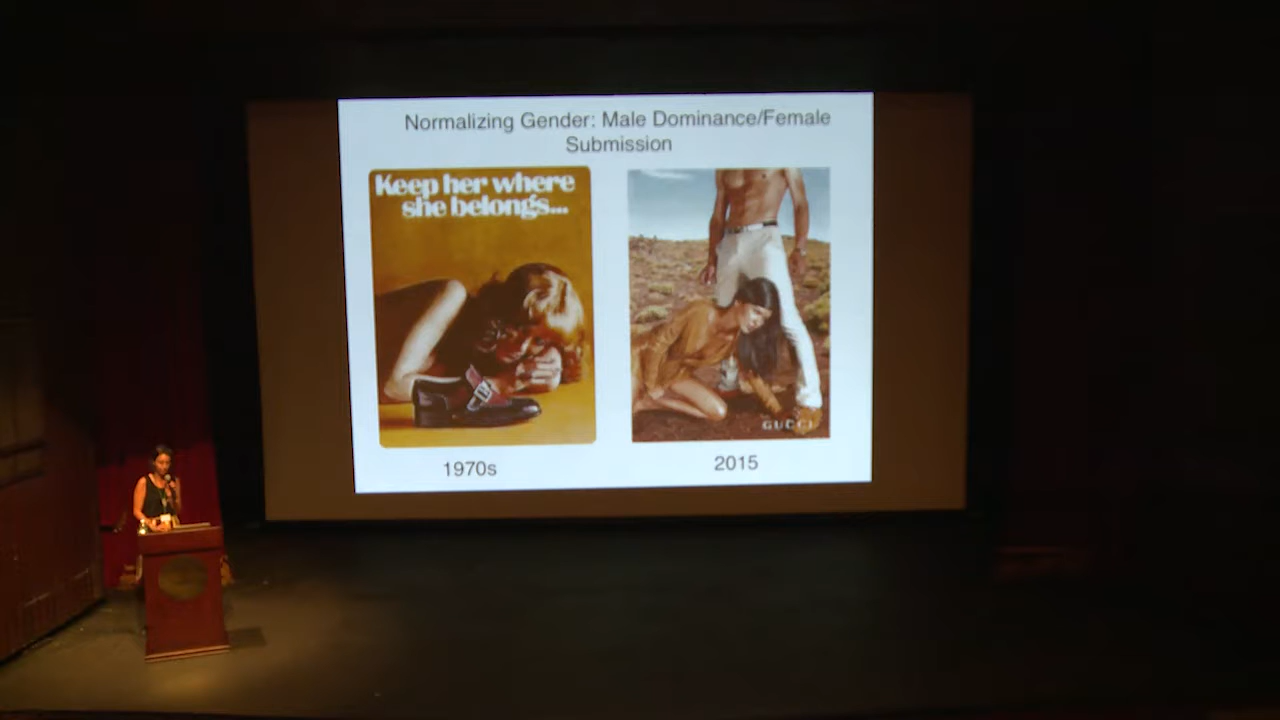 Normalizing Gender: Male Dominance/Female
Submission
Keep her where
she belongs...
GUCCI
1970s
2015